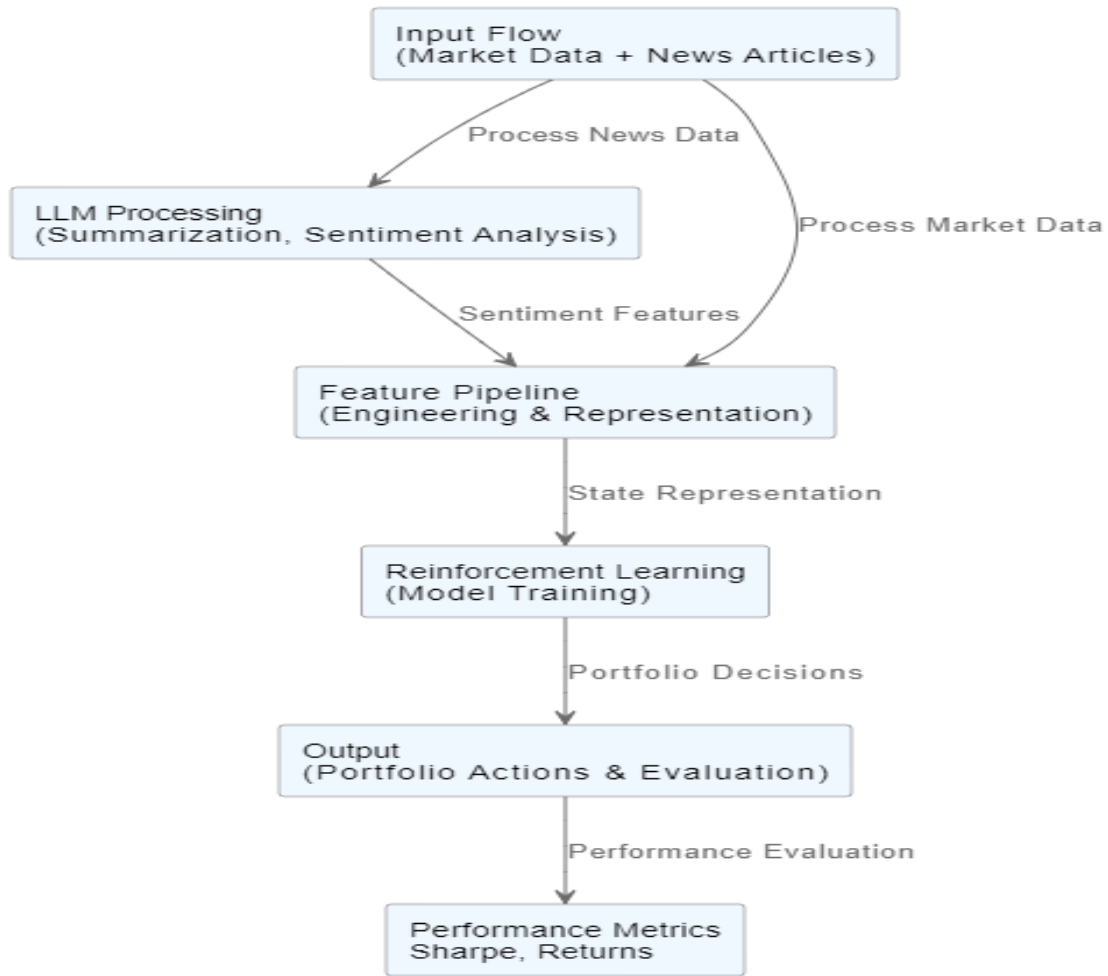 Input Flow
(Market Data + News Articles)
Process News Data
LLM Processing
(Summarization, Sentiment Analysis)
Process Market Data
Sentiment Features
Feature Pipeline
(Engineering & Representation)
State Representation
Reinforcement Learning
(Model Training)
Portfolio Decisions
Output
(Portfolio Actions & Evaluation)
Performance Evaluation
Performance Metrics
Sharpe, Returns